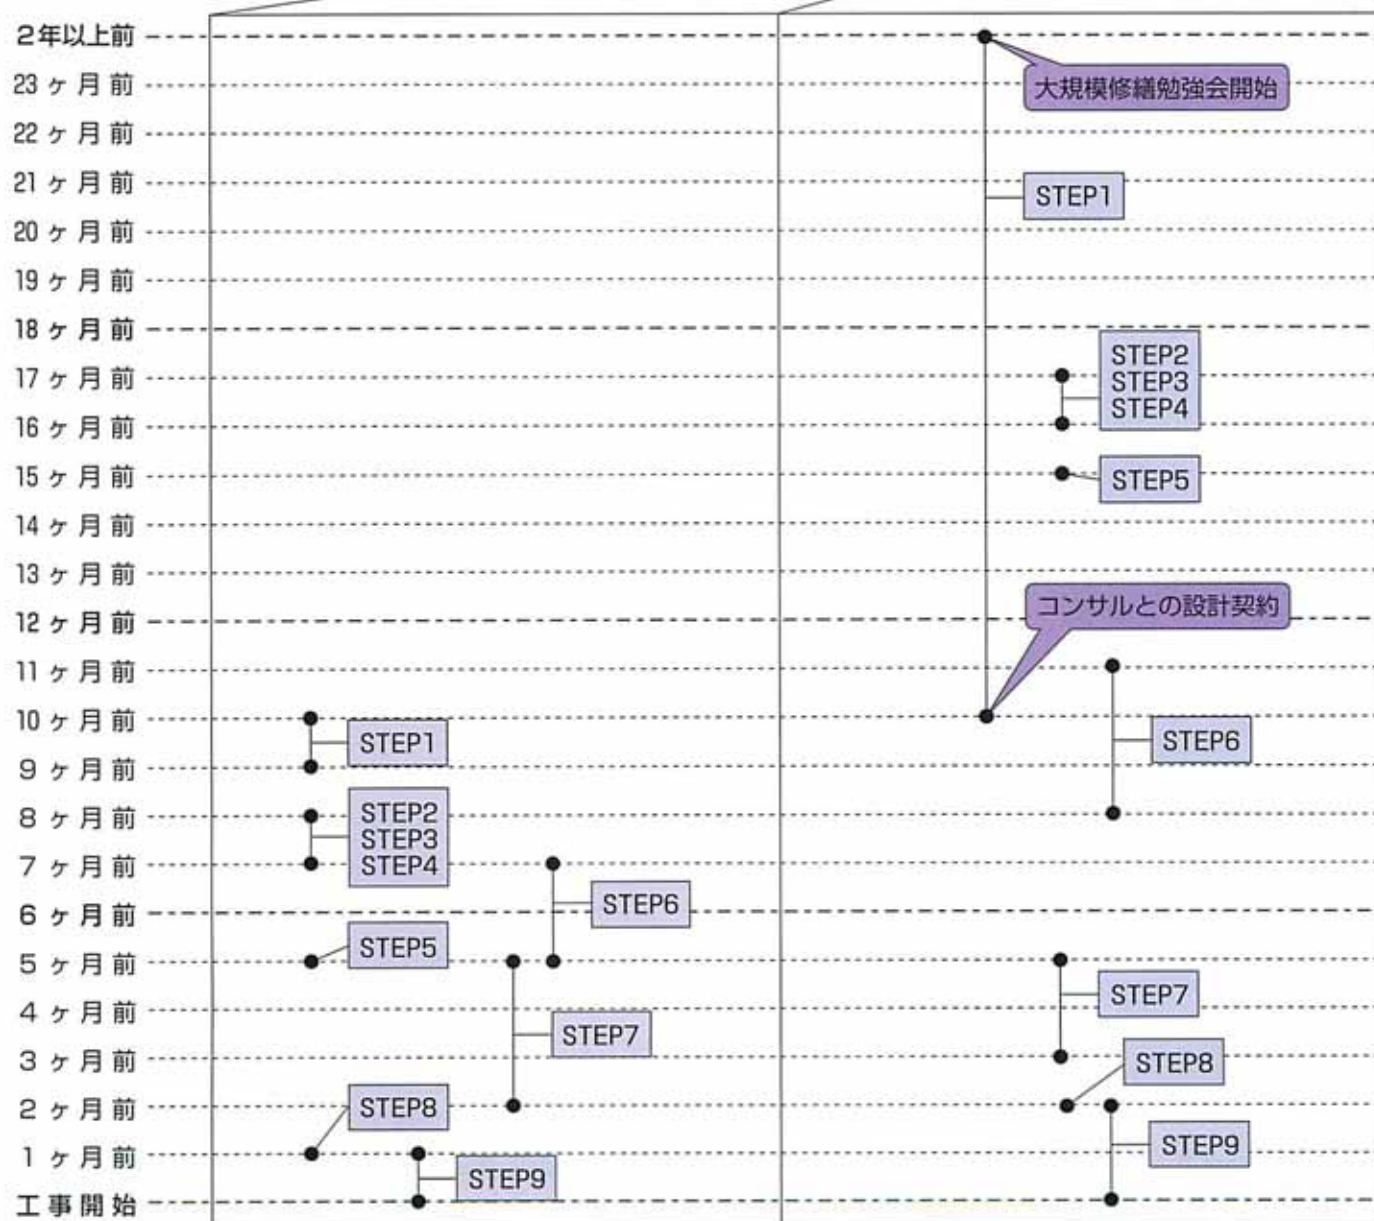 2年以上前
大規模修繕勉強会開始
23ヶ月前
22ヶ月前
21ヶ月前
STEP1
20ヶ月前
19ヶ月前
18ヶ月前
STEP2
17ヶ月前
STEP3
STEP4
16ヶ月前
15ヶ月前
STEP5
14ヶ月前
13ヶ月前
コンサルとの設計契約
12ヶ月前
11ヶ月前
10ヶ月前
STEP1
STEP6
9ヶ月前
8ヶ月前
STEP2
STEP3
STEP4
7ヶ月前
STEP6
6ヶ月前
STEP5
5ヶ月前
STEP7
4ヶ月前
STEP7
3ヶ月前
STEP8
2ヶ月前
STEP8
STEP9
1ヶ月前
STEP9
工事開始